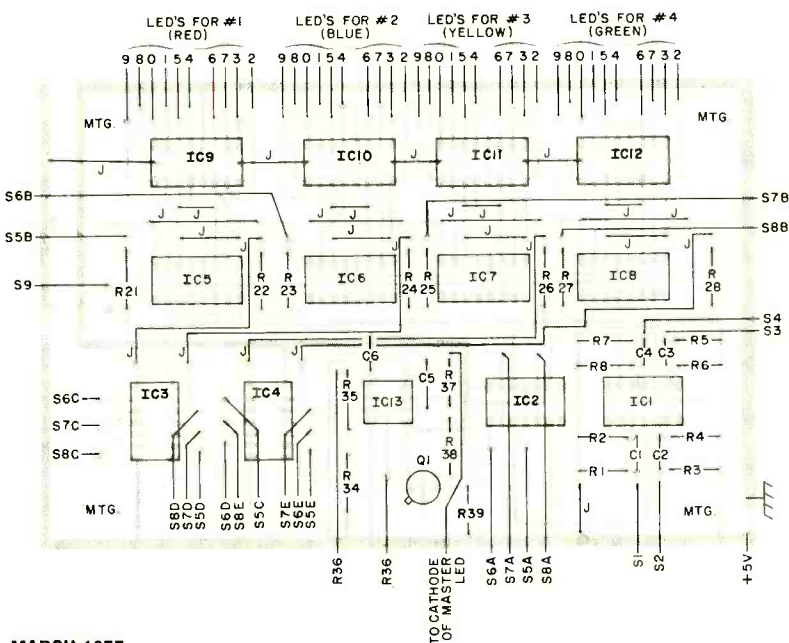 LED'S FOR #1 LED'S FOR #2 LED'S FOR #3 LED'S FOR #4
(RED) (BLUE) (YELLOW) (GREEN)
9 8 0 1 5 4 6 7 3 2 9 8 0 1 5 4 6 7 3 2 9 8 0 1 5 4 6 7 3 2 9 8 0 1 5 4 6 7 3 2
MTG. MTG.
IC9 IC10 IC11 IC12
J J J J
S6B S7B
J J J J J J J J
S5B S8B
J J J J
IC5 IC6 IC7 IC8
S9
R21 R22 R23 R24 R25 R26 R27 R28
S4
S3
R7 C4 C3 R5
J J J J C6
R8 R6
IC3 IC4 R35 IC13 C5 R37 IC2 IC1
S6C
S7C
S8C
R2 C1 C2 R4
R34 Q1 R38
R1 R3
MTG. R39 J MTG.
S8D S7D S5D S6D S8E S5C S7E S6E S5E
R36 R36 TO CATHODE OF MASTER LED S6A S7A S5A S8A S1 S2 +5V
MARCH 1977